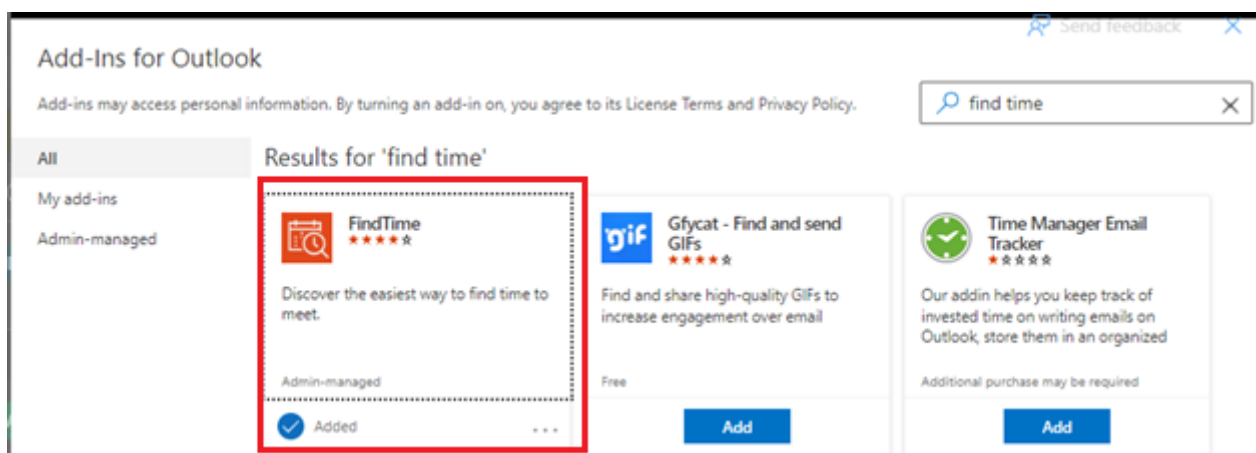 Send feedback
Add-Ins for Outlook
Add-ins may access personal information. By turning an add-in on, you agree to its License Terms and Privacy Policy.
find time
All
My add-ins
Admin-managed
Results for 'find time'
FindTime
Discover the easiest way to find time to
meet.
Admin-managed
Added
gif
Gfycat - Find and send
GIFs
Find and share high-quality GIFs to
increase engagement over email
Free
Add
Time Manager Email
Tracker
Our addin helps you keep track of
invested time on writing emails on
Outlook, store them in an organized
Additional purchase may be required
Add